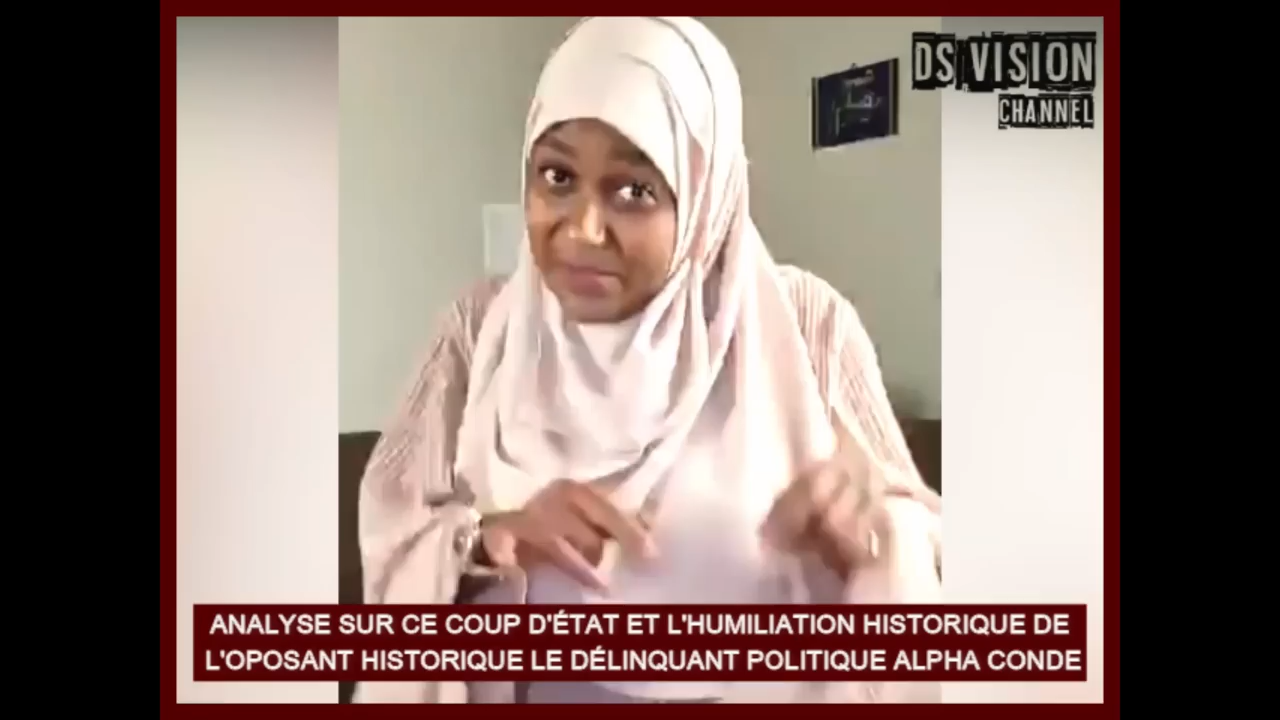 DS VISION
CHANNEL
ANALYSE SUR CE COUP D'ÉTAT ET L'HUMILIATION HISTORIQUE DE
L'OPOSANT HISTORIQUE LE DÉLINQUANT POLITIQUE ALPHA CONDE